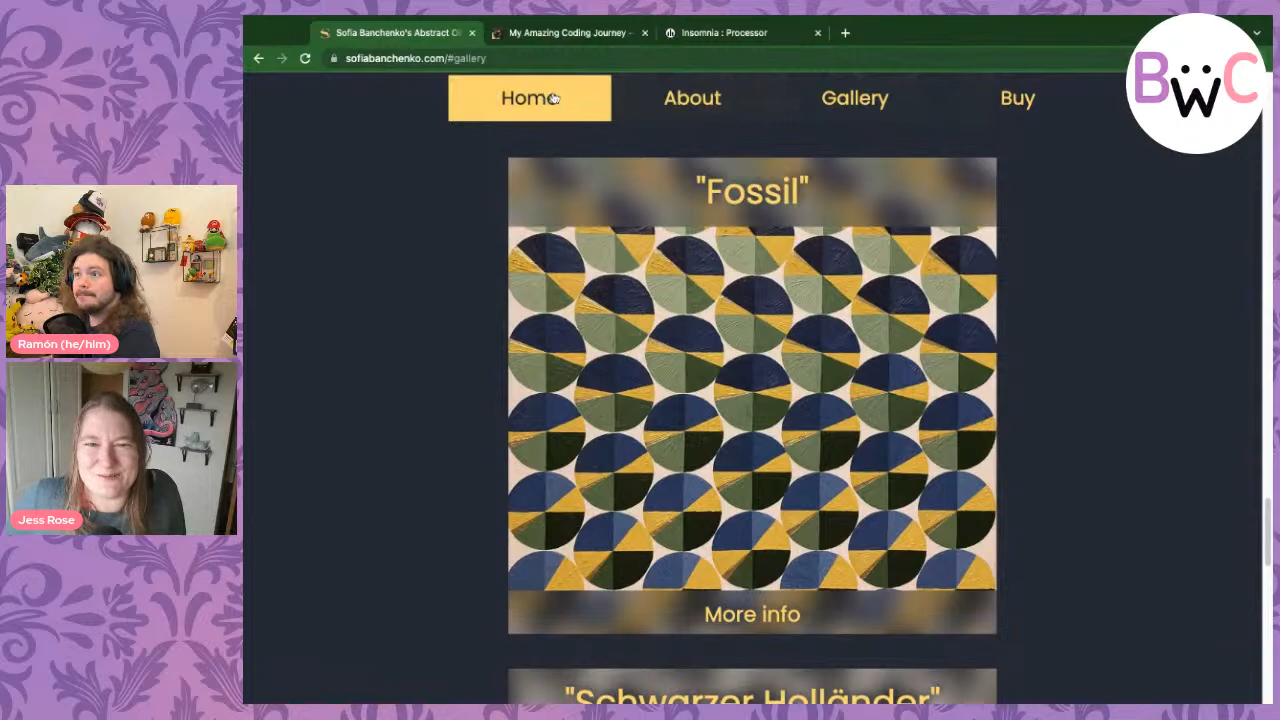 Sofia Banchenko's Abstract Oi
My Amazing Coding Journey -
Insomnia : Processor
sofiabanchenko.com/#gallery
Home
About
Gallery
Buy
BWC
"Fossil"
More info
"Schwarzer Holländer"
Ramón (he/him)
Jess Rose